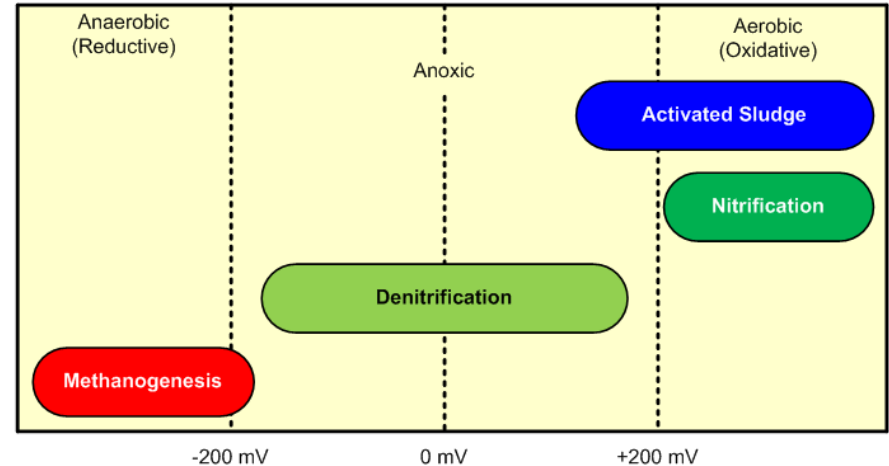 Anaerobic
(Reductive)
Anoxic
Aerobic
(Oxidative)
Activated Sludge
Nitrification
Denitrification
Methanogenesis
-200 mV
0 mV
+200 mV